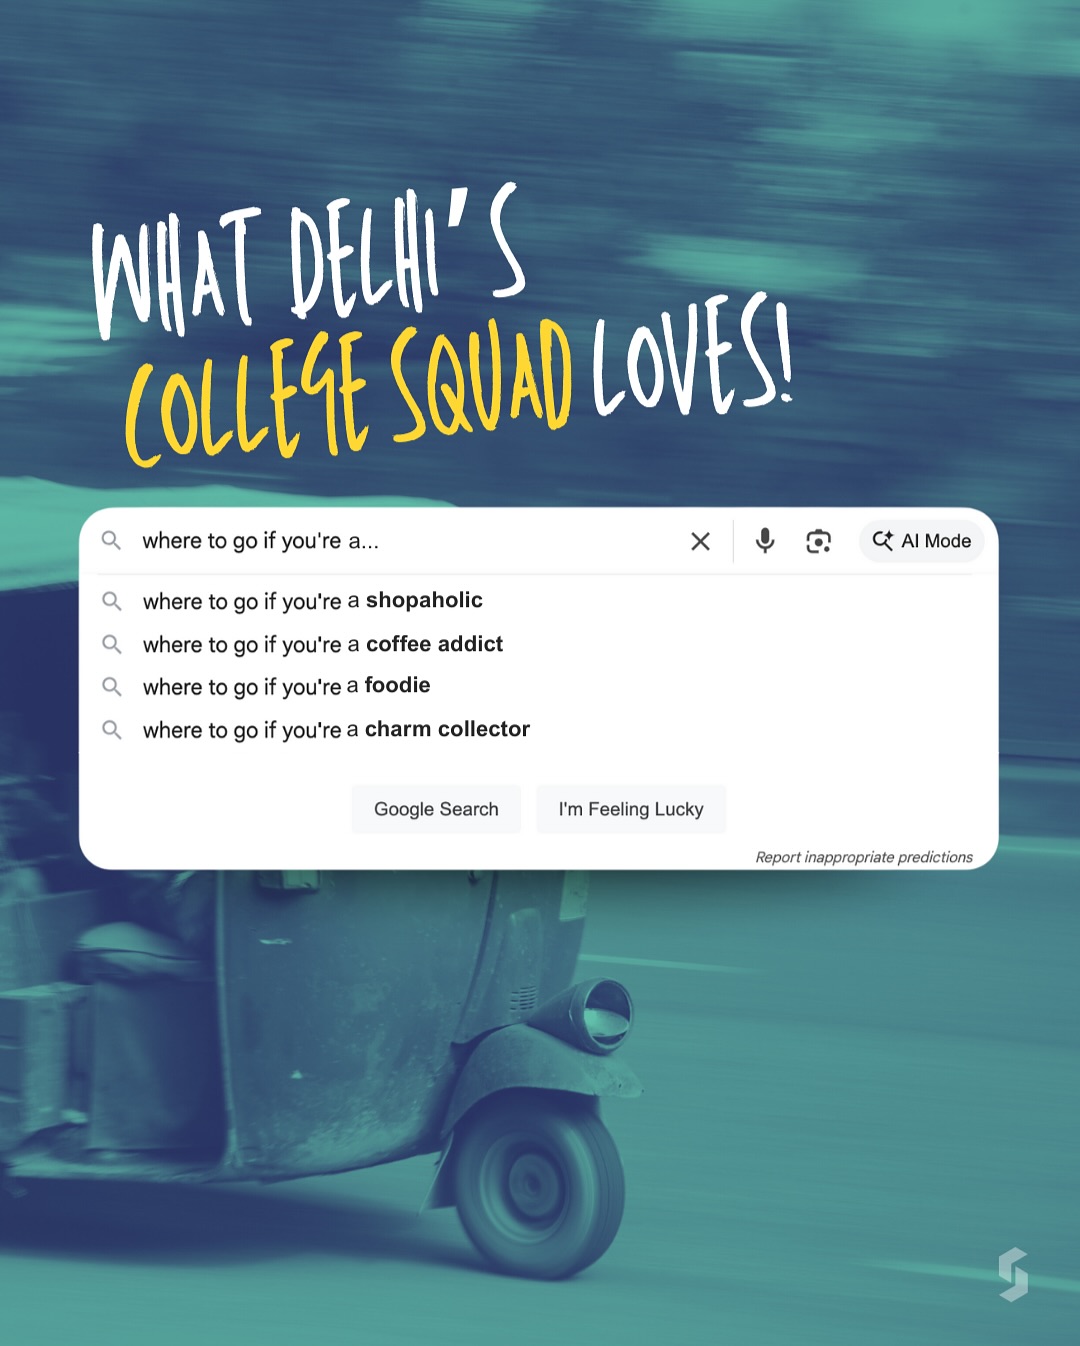 WHAT DELHI'S
COLLEGE SQUAD LOVES!
where to go if you're a...
AI Mode
where to go if you're a shopaholic
where to go if you're a coffee addict
where to go if you're a foodie
where to go if you're a charm collector
Google Search
I'm Feeling Lucky
Report inappropriate predictions